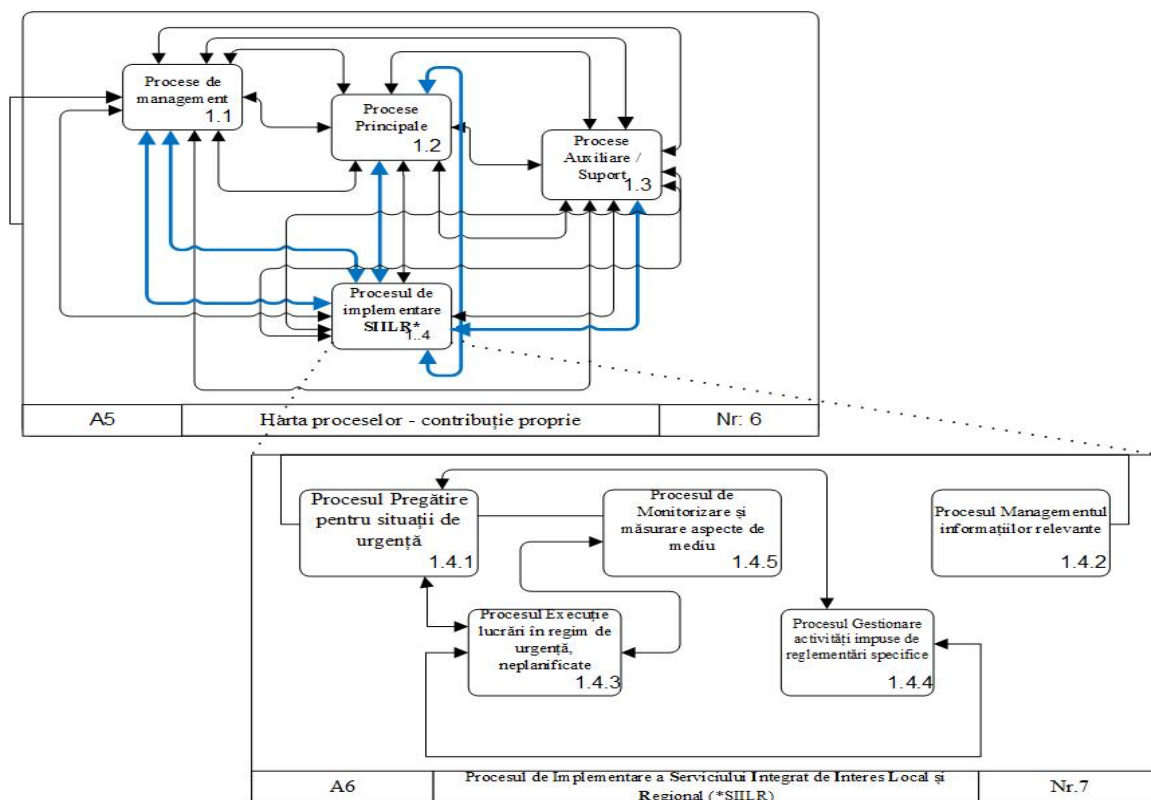 Procese de
management
1.1
Procese
Principale
1.2
Procese
Auxiliare /
Suport
1.3
Procesul de
implementare
SIILR*
1..4
A5
Harta proceselor - contribuție proprie
Nr: 6
Procesul Pregătire
pentru situații de
urgență
1.4.1
Procesul de
Monitorizare și
măsurare aspecte de
mediu
1.4.5
Procesul Managementul
informațiilor relevante
1.4.2
Procesul Execuție
lucrări în regim de
urgență,
neplanificate
1.4.3
Procesul Gestionare
activități impuse de
reglementări specifice
1.4.4
A6
Procesul de Implementare a Serviciului Integrat de Interes Local și
Regional (*SIILR)
Nr.7